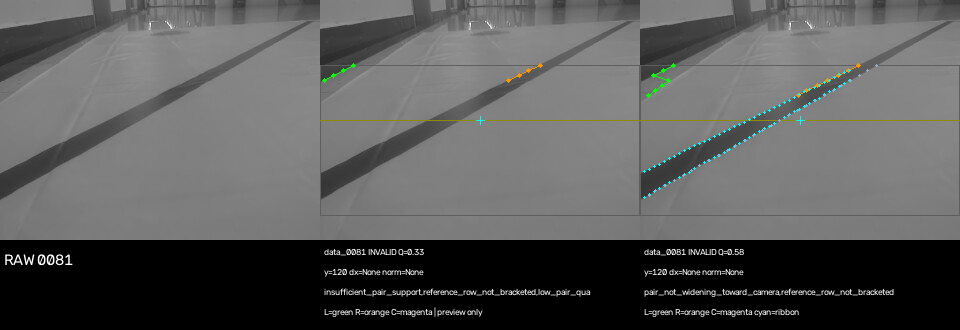 RAW 0081
data_0081 INVALID Q=0.33
y=120 dx=None norm=None
insufficient_pair_support,reference_row_not_bracketed,low_pair_qua
L=green R=orange C=magenta | preview only
data_0081 INVALID Q=0.58
y=120 dx=None norm=None
pair_not_widening_toward_camera,reference_row_not_bracketed
L=green R=orange C=magenta cyan=ribbon